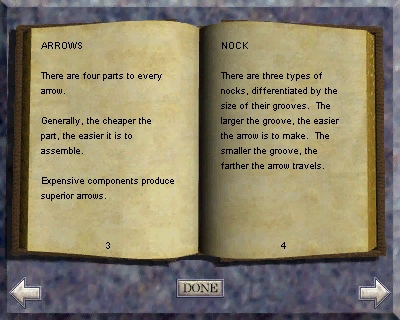 ARROWS
There are four parts to every
arrow.
Generally, the cheaper the
part, the easier it is to
assemble.
Expensive components produce
superior arrows.
3
NOCK
There are three types of
nocks, differentiated by the
size of their grooves. The
larger the groove, the easier
the arrow is to make. The
smaller the groove, the
farther the arrow travels.
4
DONE